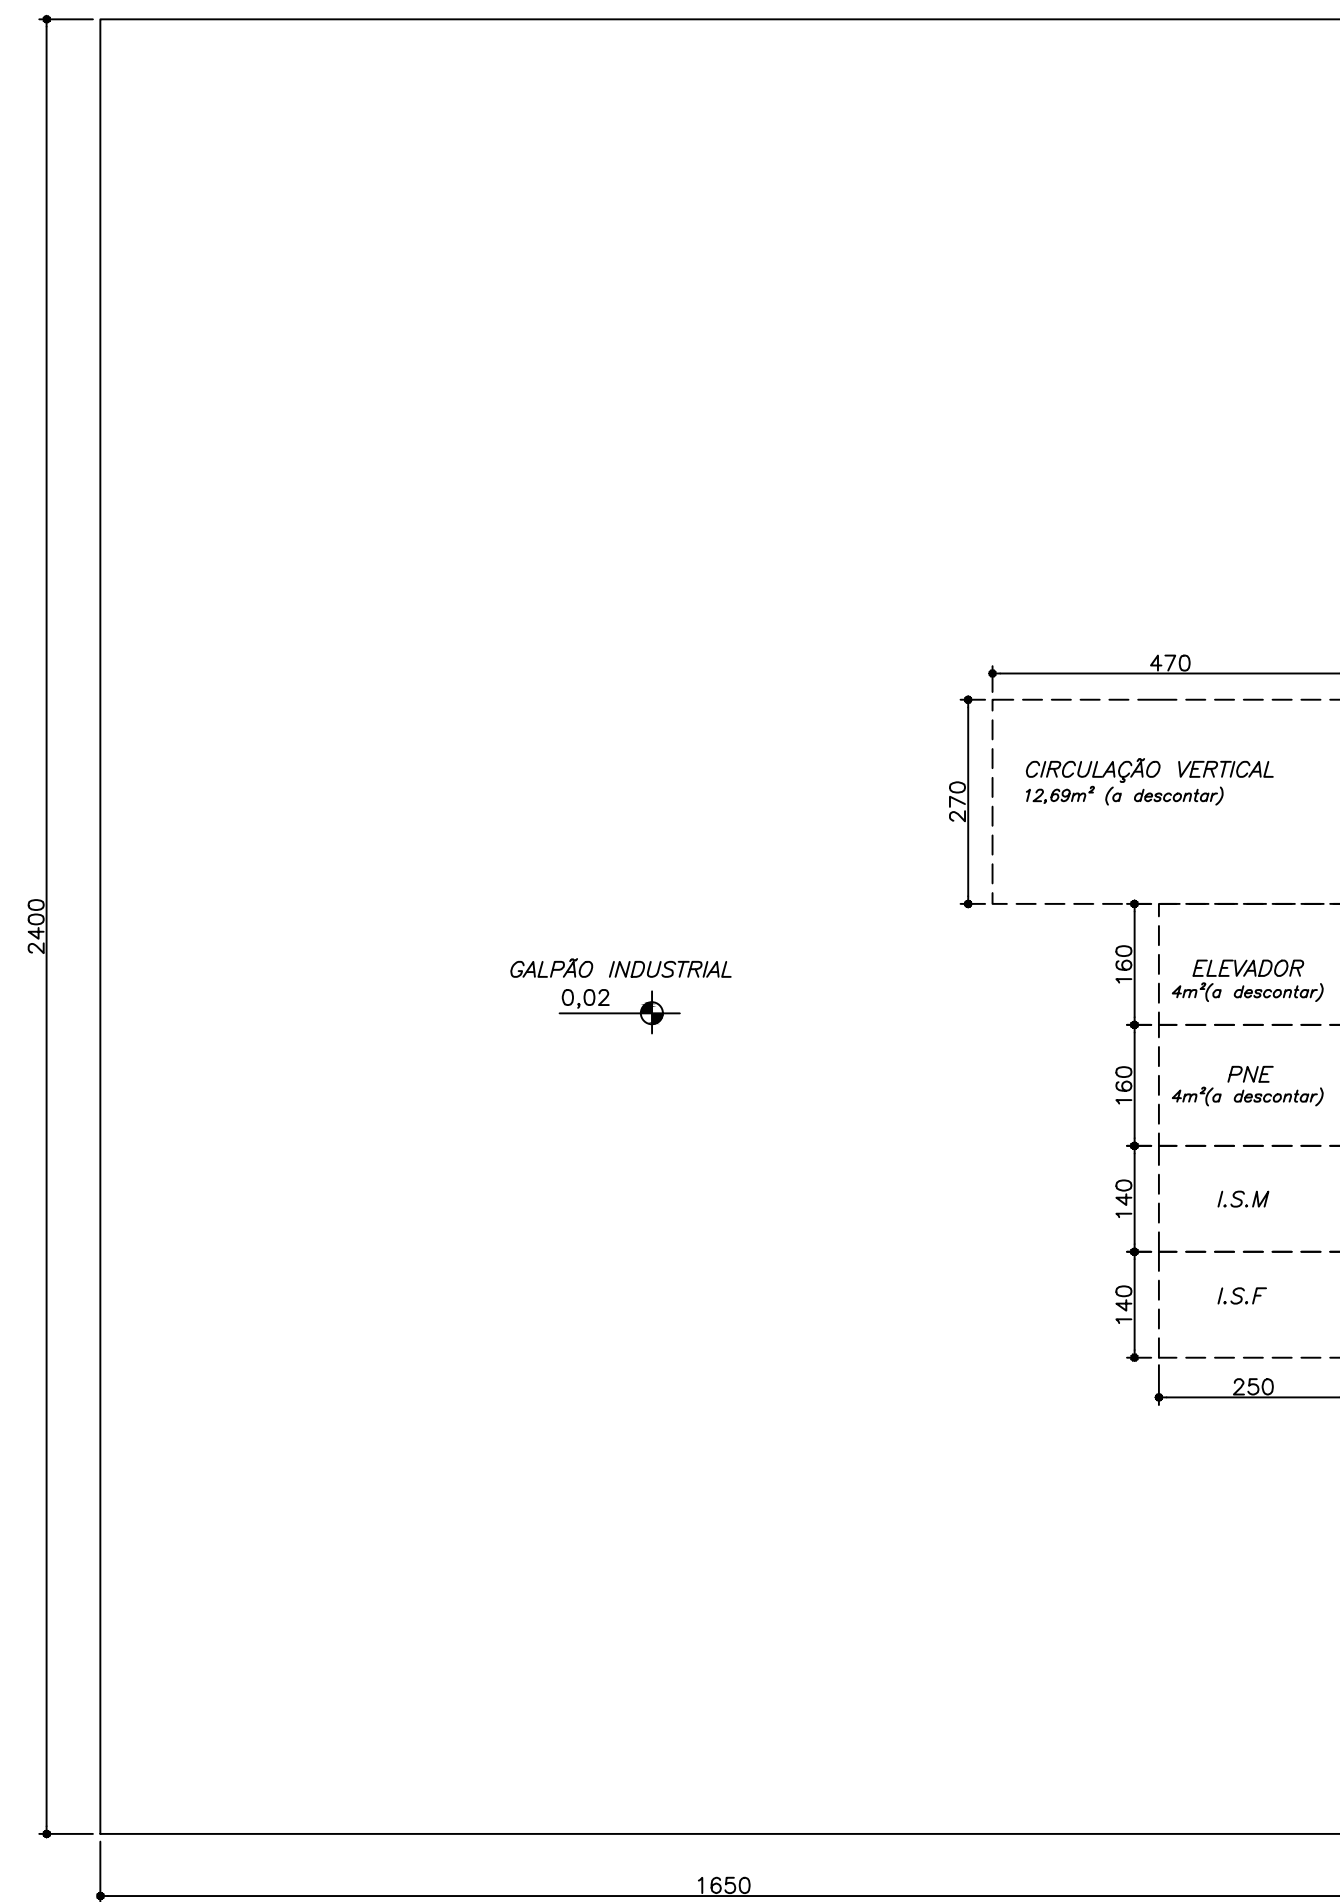 470
CIRCULAÇÃO VERTICAL
12,69m² (a descontar)
270
2400
GALPÃO INDUSTRIAL
0,02
160
ELEVADOR
4m²(a descontar)
160
PNE
4m²(a descontar)
140
I.S.M
140
I.S.F
250
1650